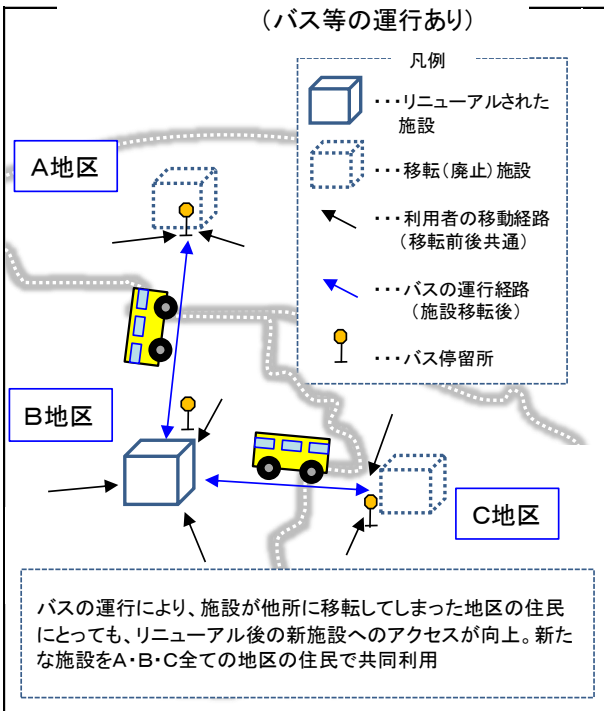 (バス等の運行あり)
凡例
・・・リニューアルされた
施設
・・・移転(廃止)施設
・・・利用者の移動経路
(移転前後共通)
・・・バスの運行経路
(施設移転後)
・・・バス停留所
A地区
B地区
C地区
バスの運行により、施設が他所に移転してしまった地区の住民
にとっても、リニューアル後の新施設へのアクセスが向上。新た
な施設をA・B・C全ての地区の住民で共同利用